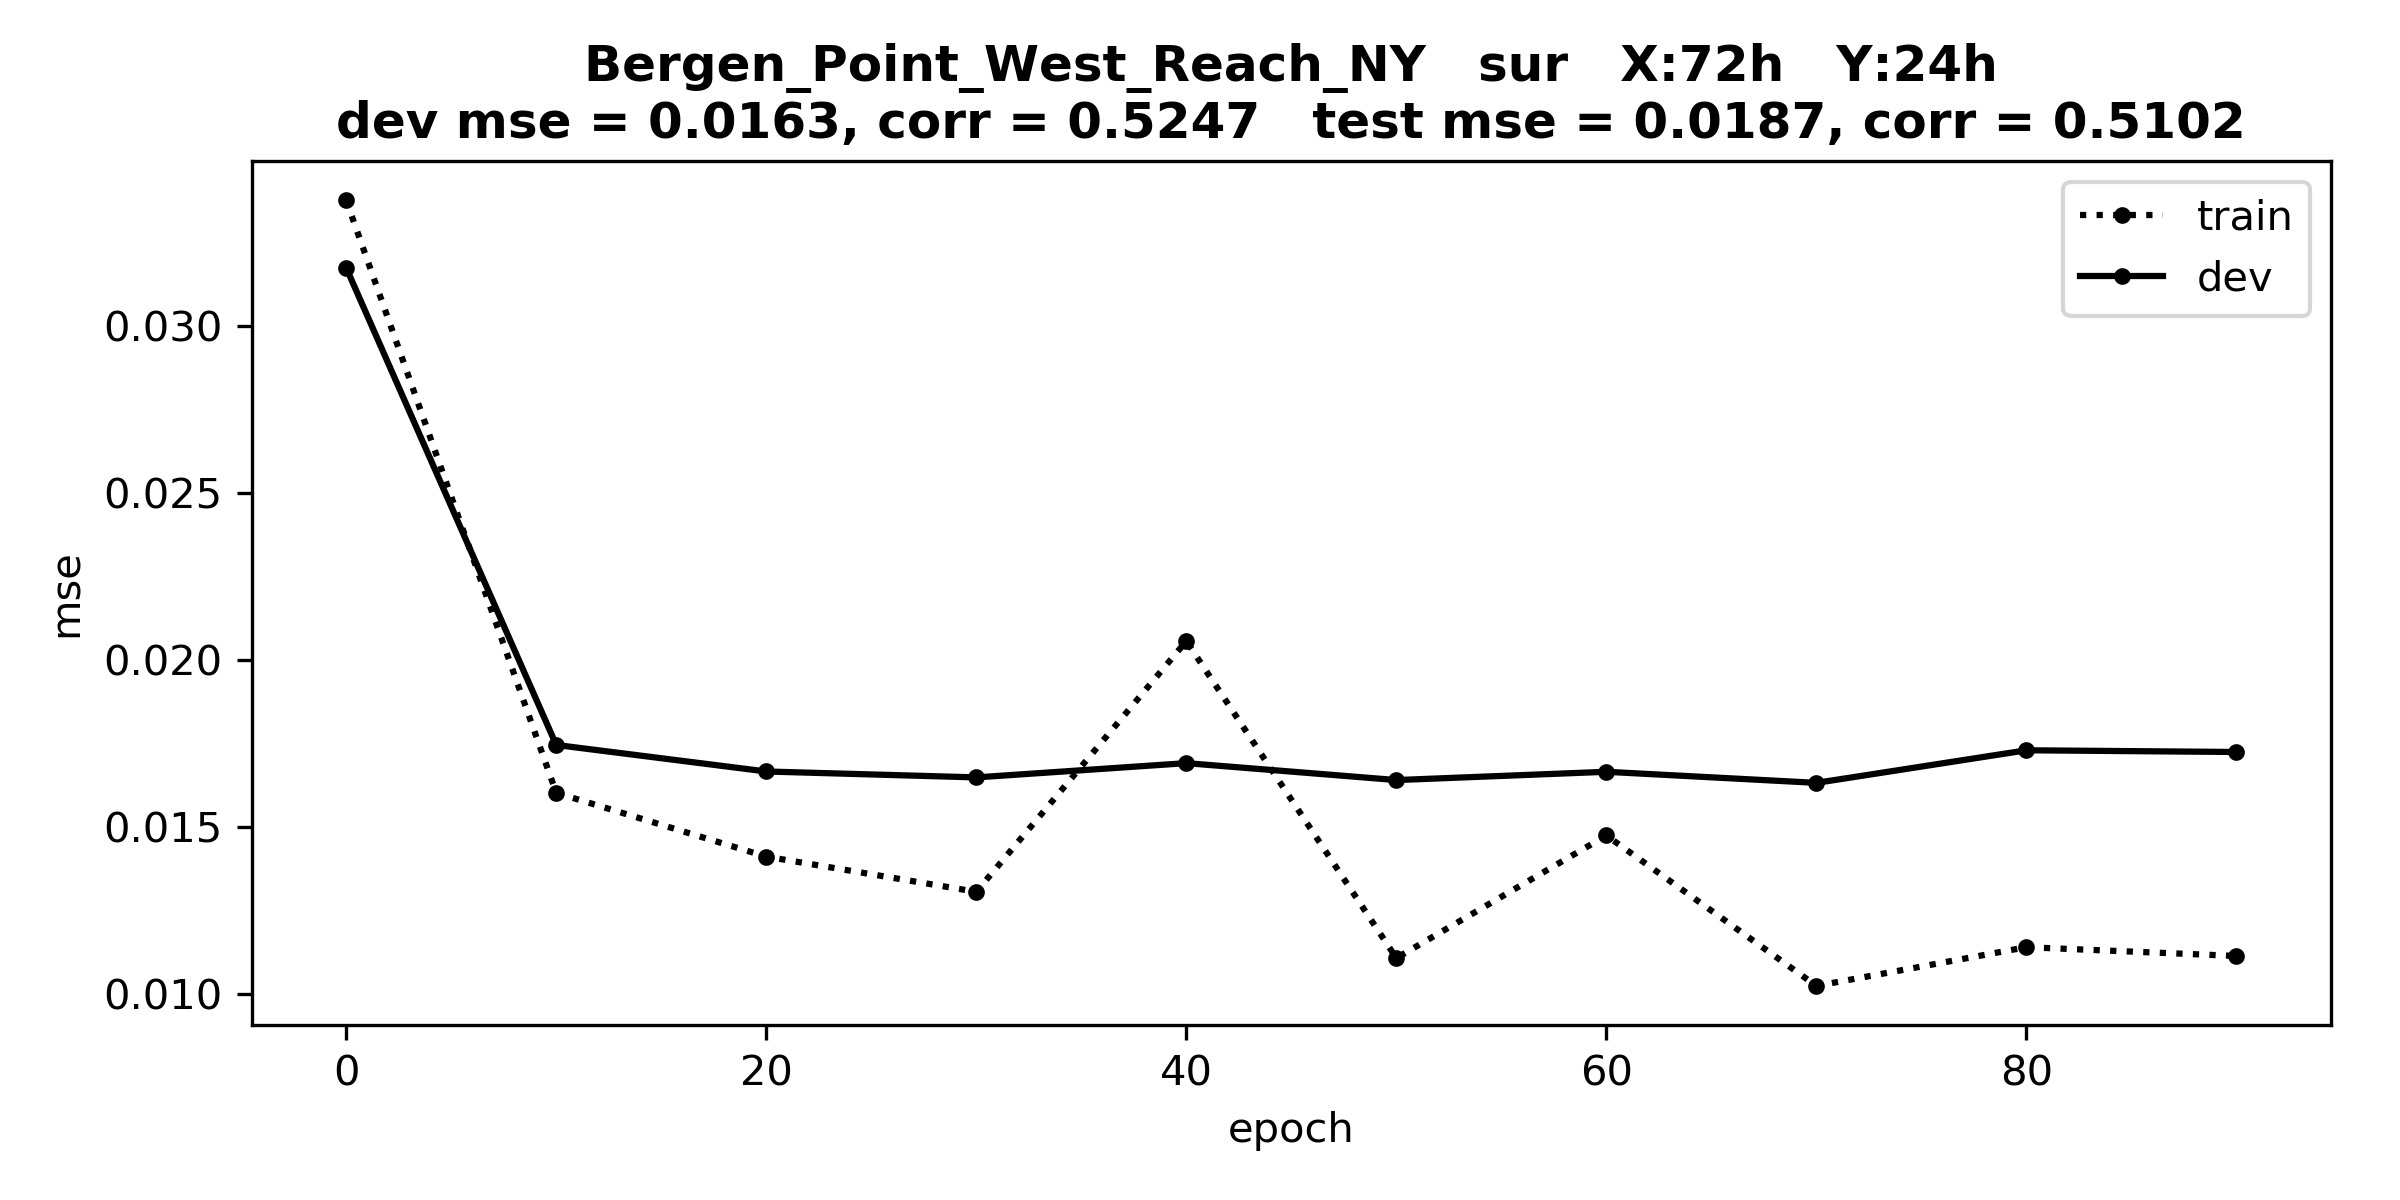 Bergen_Point_West_Reach_NY   sur   X:72h   Y:24h
dev mse = 0.0163, corr = 0.5247   test mse = 0.0187, corr = 0.5102
train
dev
0.030
0.025
0.020
0.015
0.010
mse
0 20 40 60 80
epoch